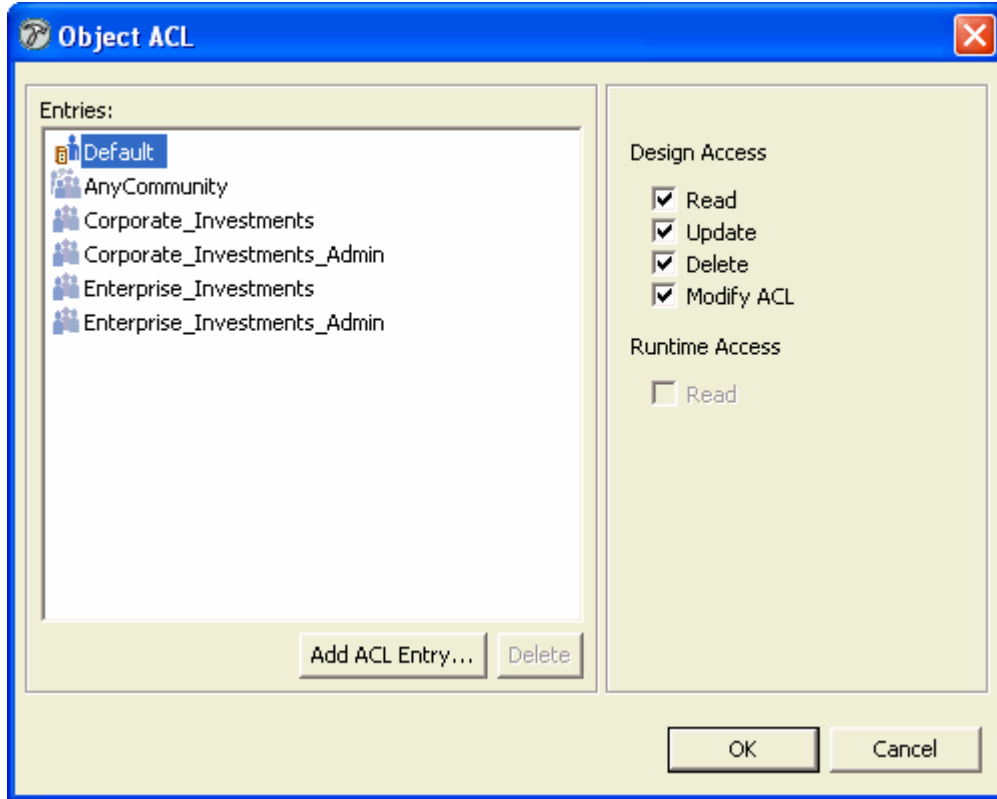 Object ACL
Entries:
Default
AnyCommunity
Corporate_Investments
Corporate_Investments_Admin
Enterprise_Investments
Enterprise_Investments_Admin
Add ACL Entry...
Delete
Design Access
Read
Update
Delete
Modify ACL
Runtime Access
Read
OK
Cancel